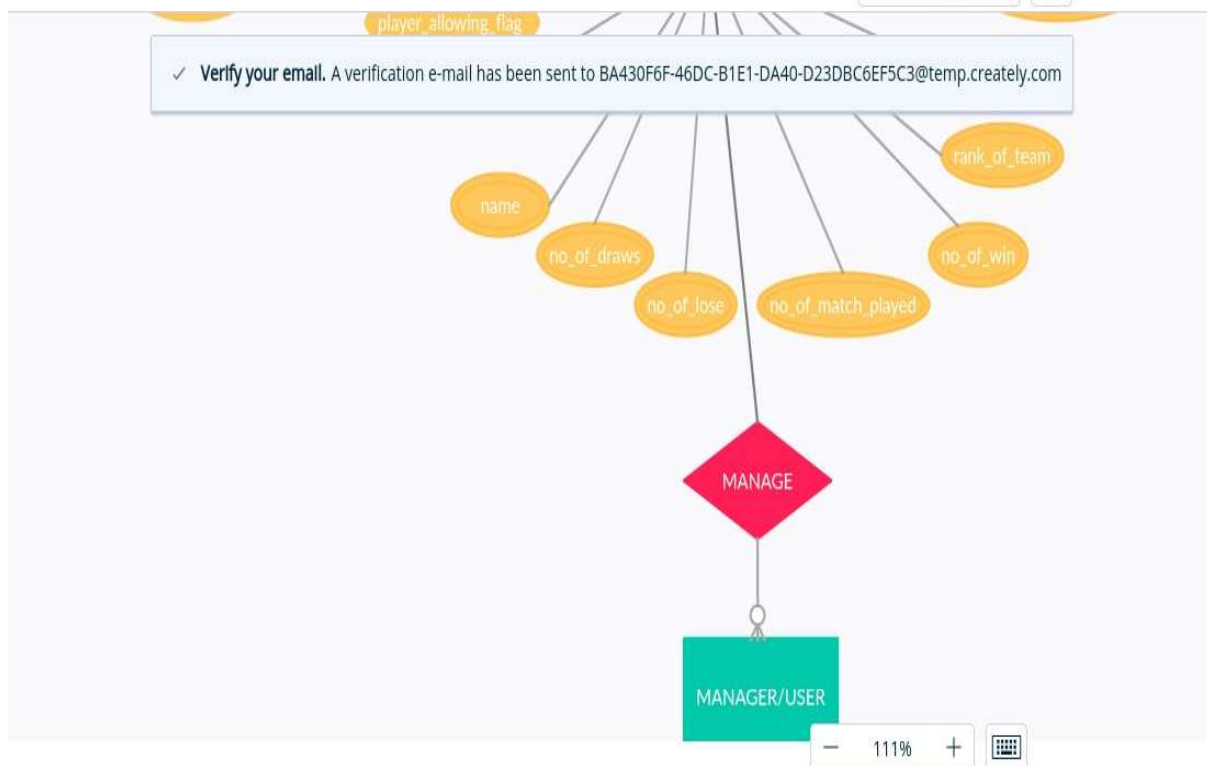 player_allowing_flag
Verify your email. A verification e-mail has been sent to BA430F6F-46DC-B1E1-DA40-D23DBC6EF5C3@temp.creately.com
rank_of_team
name
no_of_draws
no_of_win
no_of_lose
no_of_match_played
MANAGE
MANAGER/USER
111%